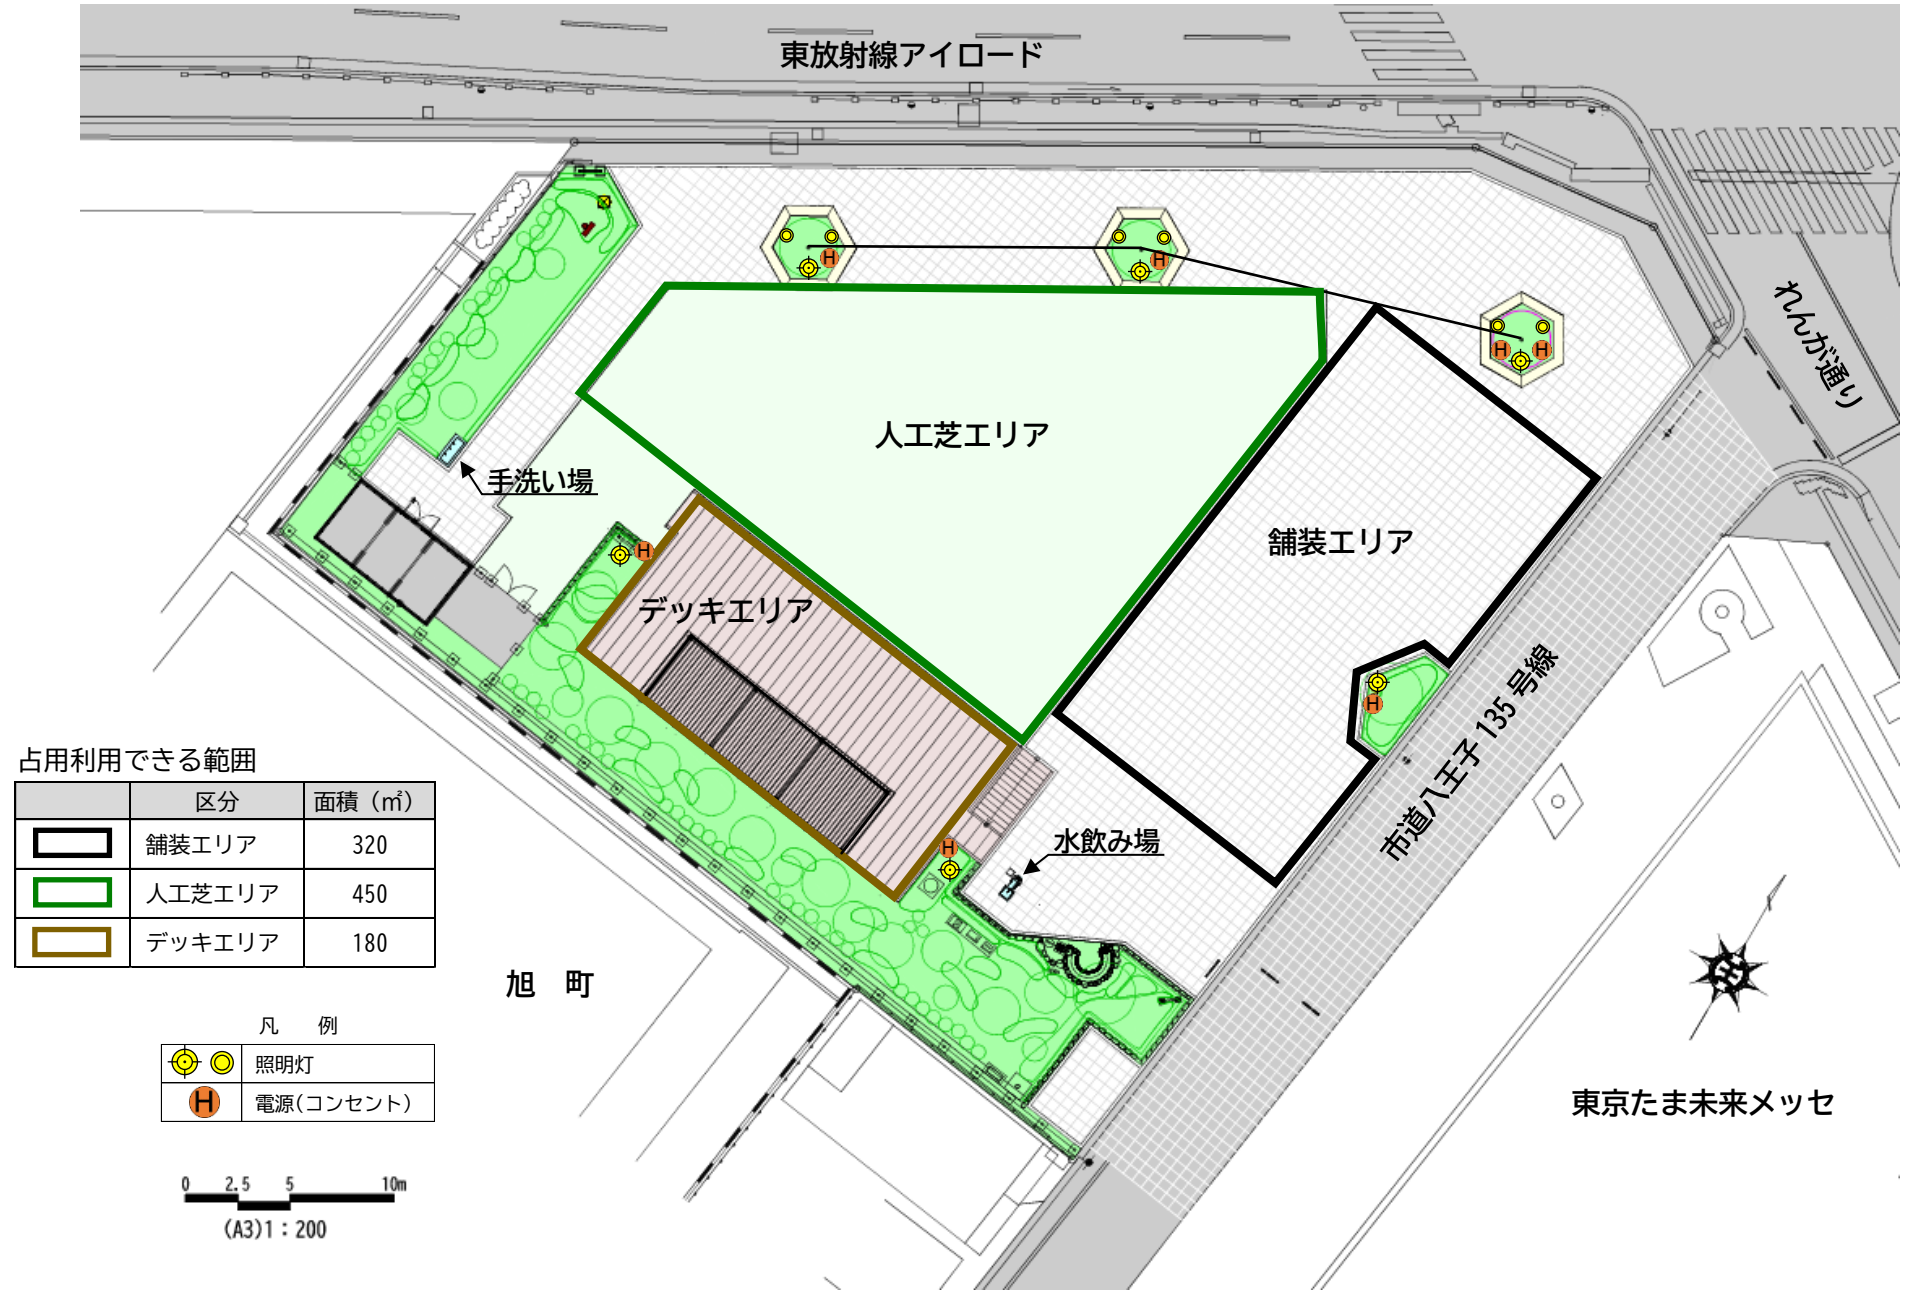 東放射線アイロード
れんが通り
人工芝エリア
手洗い場
舗装エリア
デッキエリア
市道八王子 135 号線
水飲み場
占用利用できる範囲
区分 面積（㎡）
舗装エリア 320
人工芝エリア 450
デッキエリア 180
旭 町
凡 例
照明灯
H 電源(コンセント)
東京たま未来メッセ
0 2.5 5 10m
(A3)1：200
H
H
H
H
H
H
H